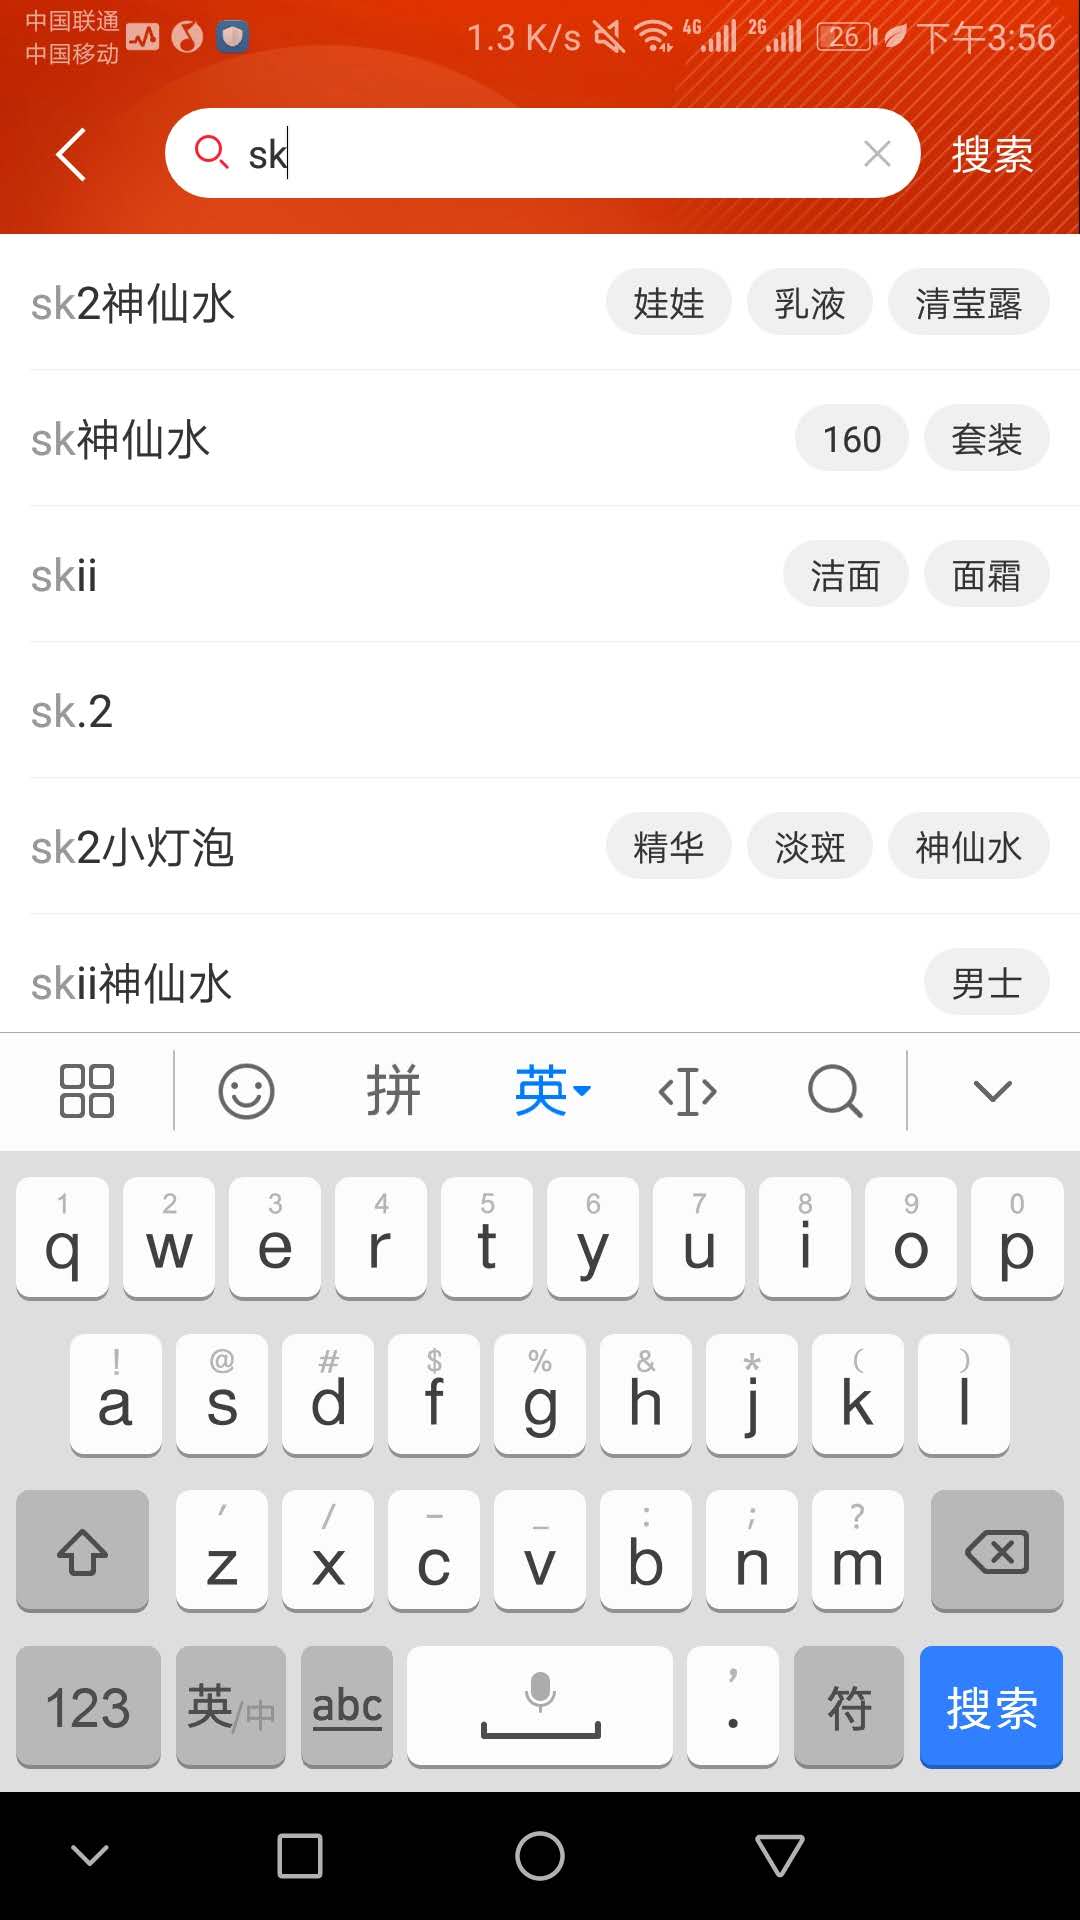 中国联通
中国移动
1.3 K/s 4G 2G 26 下午3:56
sk 搜索
sk2神仙水 娃娃 乳液 清莹露
sk神仙水 160 套装
skii 洁面 面霜
sk.2
sk2小灯泡 精华 淡斑 神仙水
skii神仙水 男士
拼 英
1 2 3 4 5 6 7 8 9 0
q w e r t y u i o p
! @ # $ % & * ( )
a s d f g h j k l
' / – _ : ; ?
z x c v b n m
123 英/中 abc , . 符 搜索